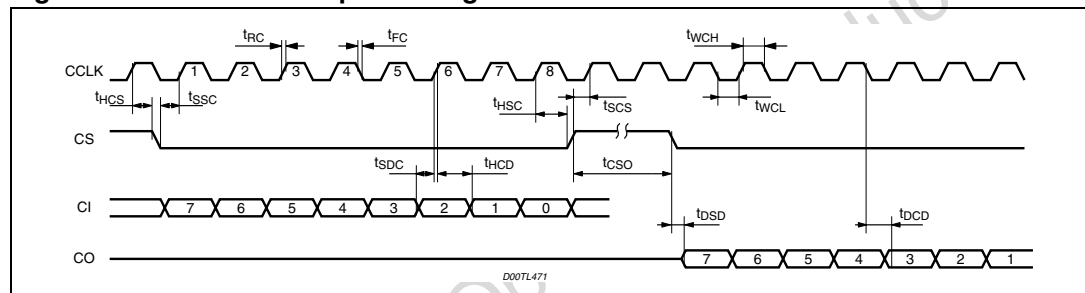 tRC tFC tWCH
CCLK 1 2 3 4 5 6 7 8
tHCS tSSC tHSC tSCS tWCL
CS
tSDC tHCD tCSO
CI 7 6 5 4 3 2 1 0
tDSD tDCD
CO 7 6 5 4 3 2 1
D00TL471